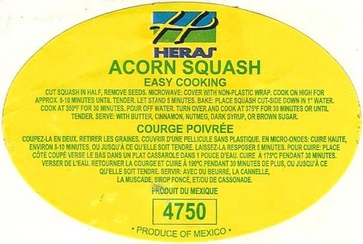 HERAS
ACORN SQUASH
EASY COOKING
CUT SQUASH IN HALF, REMOVE SEEDS. MICROWAVE: COVER WITH NON-PLASTIC WRAP. COOK ON HIGH FOR
APPROX. 8-10 MINUTES UNTIL TENDER. LET STAND 5 MINUTES. BAKE: PLACE SQUASH CUT-SIDE DOWN IN 1" WATER.
COOK AT 350°F FOR 30 MINUTES. POUR OFF WATER. TURN OVER AND COOK AT 375°F FOR 30 MINUTES OR UNTIL
TENDER, SERVE: WITH BUTTER, CINNAMON, NUTMEG, DARK SYRUP, OR BROWN SUGAR.
COURGE POIVRÉE
COUPEZ-LA EN DEUX. RETIRER LES GRAINES. COUVRIR D'UNE PELLICULE SANS PLASTIQUE. EN MICRO-ONDES: CUIRE HAUTE,
ENVIRON 8-10 MINUTES, OU JUSQU'À CE QU'ELLE SOIT TENDRE. LAISSEZ-LA RESPOSER 5 MINUTES. POUR CUIRE: PLACER
CÔTÉ COUPÉ VERSE LE BAS DANS UN PLAT CASSAROLE DANS 1 POUCE D'EAU. CUIRE À 175°C PENDANT 30 MINUTES.
VERSER DE L'EAU. RETOURNER LA COURGE ET CUIRE À 190°C PENDANT 30 MINUTES DE PLUS, OU JUSQU'À CE
QU'ELLE SOIT TENDRE. SERVIR: AVEC DU BEURRE, LA CANNELLE,
LA MUSCADE, SIROP FONCÉ, ET/OU DE CASSONADE.
PRODUIT DU MEXIQUE
4750
• PRODUCE OF MEXICO •